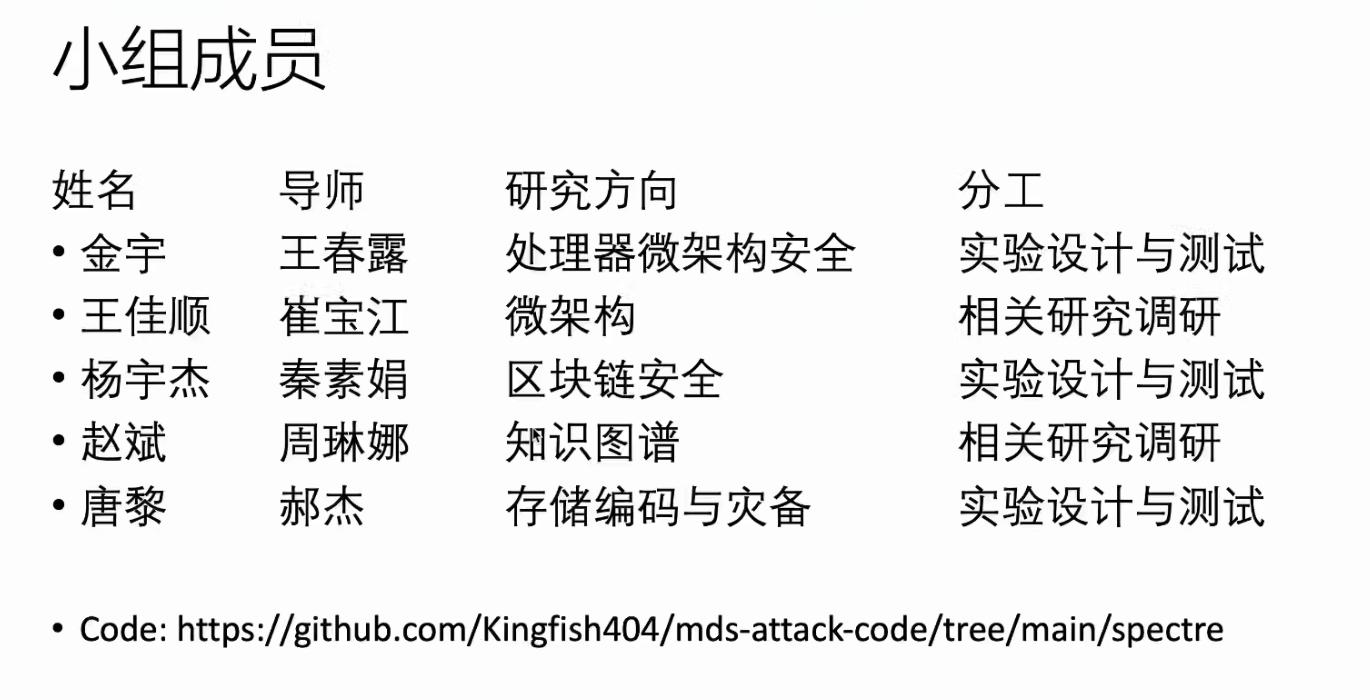 小组成员
姓名 导师 研究方向 分工
• 金宇 王春露 处理器微架构安全 实验设计与测试
• 王佳顺 崔宝江 微架构 相关研究调研
• 杨宇杰 秦素娟 区块链安全 实验设计与测试
• 赵斌 周琳娜 知识图谱 相关研究调研
• 唐黎 郝杰 存储编码与灾备 实验设计与测试
• Code: https://github.com/Kingfish404/mds-attack-code/tree/main/spectre